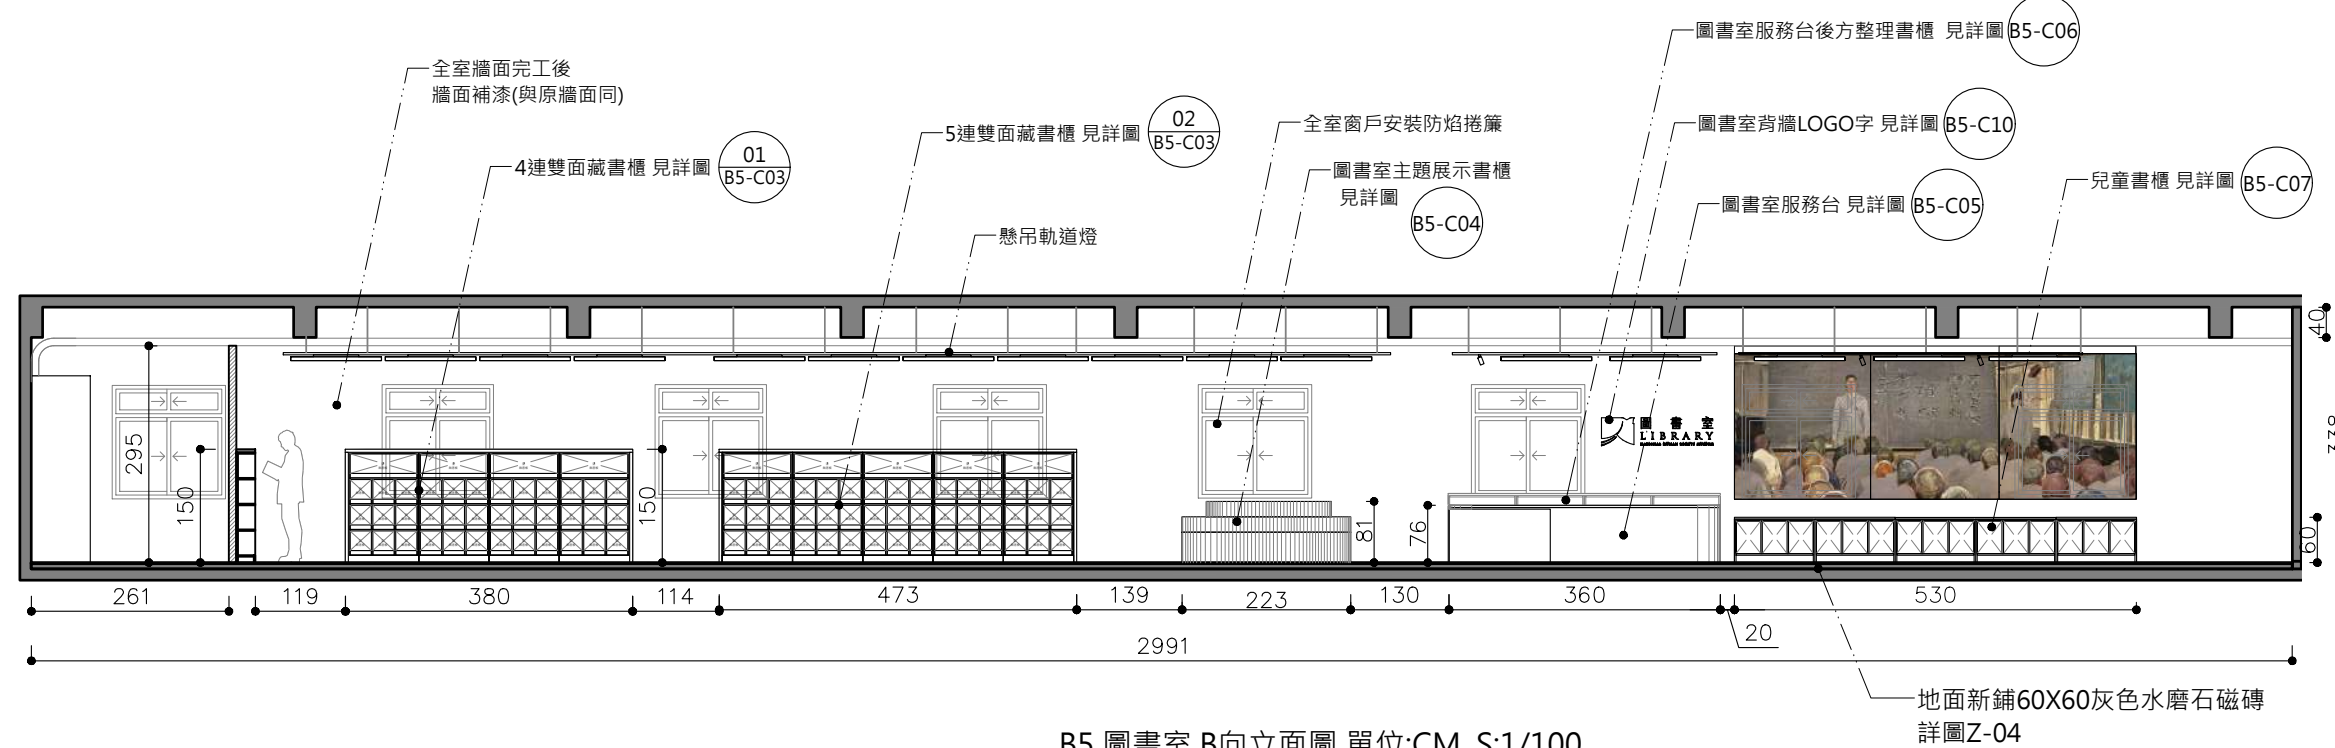 圖書室服務台後方整理書櫃 見詳圖 B5-C06
全室牆面完工後
牆面補漆(與原牆面同)
5連雙面藏書櫃 見詳圖 02 B5-C03
全室窗戶安裝防焰捲簾
圖書室背牆LOGO字 見詳圖 B5-C10
4連雙面藏書櫃 見詳圖 01 B5-C03
圖書室主題展示書櫃
見詳圖 B5-C04
兒童書櫃 見詳圖 B5-C07
圖書室服務台 見詳圖 B5-C05
懸吊軌道燈
40
295
150
150
81
76
60
圖書室
LIBRARY
261 119 380 114 473 139 223 130 360 20 530
2991
地面新鋪60X60灰色水磨石磁磚
詳圖Z-04
B5 圖書室 B向立面圖 單位:CM S:1/100